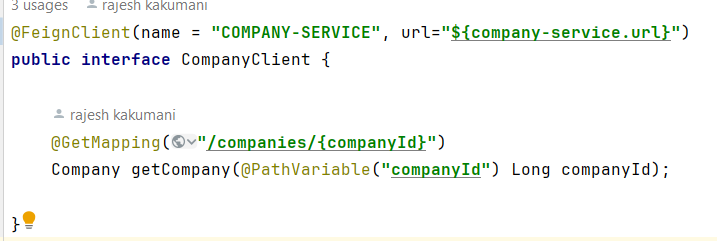 3 usages rajesh kakumani
@FeignClient(name = "COMPANY-SERVICE", url="${company-service.url}")
public interface CompanyClient {
rajesh kakumani
@GetMapping("/companies/{companyId}")
Company getCompany(@PathVariable("companyId") Long companyId);
}